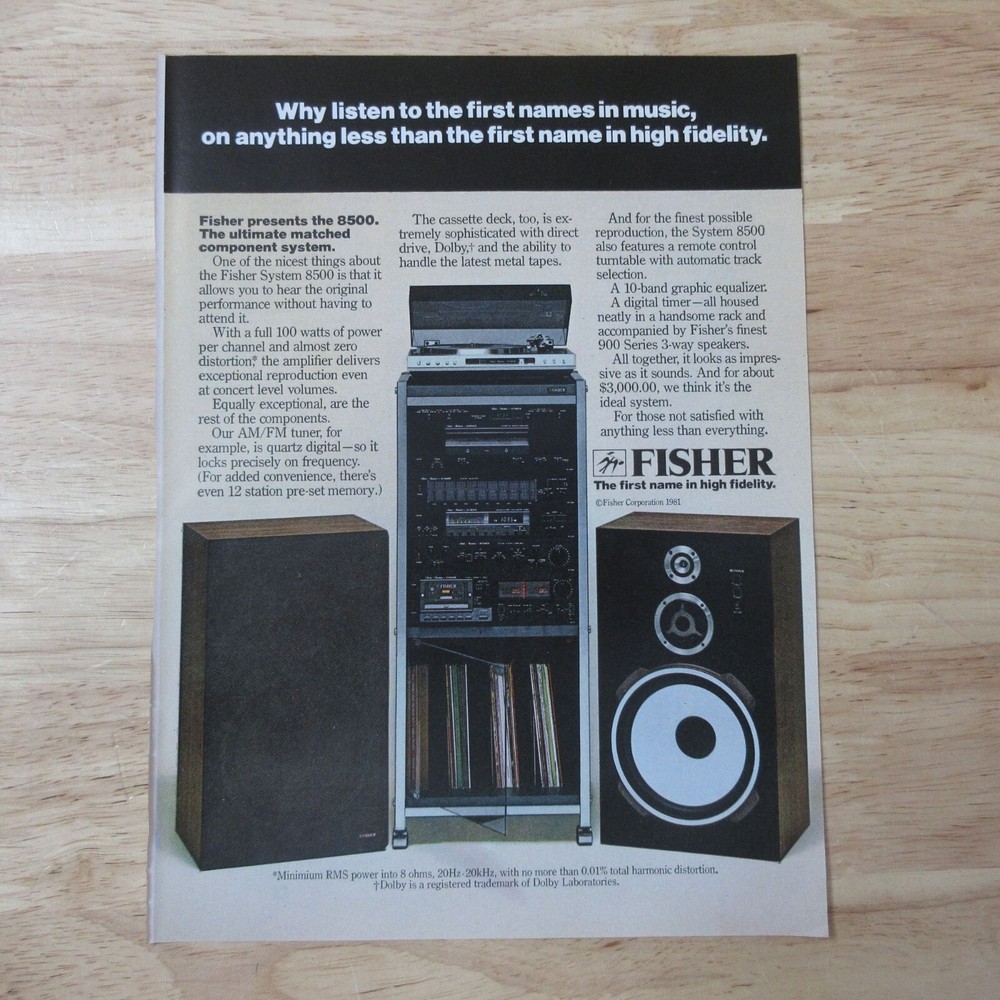 Why listen to the first names in music,
on anything less than the first name in high fidelity.
Fisher presents the 8500.
The ultimate matched
component system.
One of the nicest things about
the Fisher System 8500 is that it
allows you to hear the original
performance without having to
attend it.
With a full 100 watts of power
per channel and almost zero
distortion,* the amplifier delivers
exceptional reproduction even
at concert level volumes.
Equally exceptional, are the
rest of the components.
Our AM/FM tuner, for
example, is quartz digital—so it
locks precisely on frequency.
(For added convenience, there's
even 12 station pre-set memory.)
The cassette deck, too, is ex-
tremely sophisticated with direct
drive, Dolby,† and the ability to
handle the latest metal tapes.
And for the finest possible
reproduction, the System 8500
also features a remote control
turntable with automatic track
selection.
A 10-band graphic equalizer.
A digital timer—all housed
neatly in a handsome rack and
accompanied by Fisher's finest
900 Series 3-way speakers.
All together, it looks as impres-
sive as it sounds. And for about
$3,000.00, we think it's the
ideal system.
For those not satisfied with
anything less than everything.
FISHER
The first name in high fidelity.
©Fisher Corporation 1981
FISHER
FISHER
FISHER
*Minimium RMS power into 8 ohms, 20Hz-20kHz, with no more than 0.01% total harmonic distortion.
†Dolby is a registered trademark of Dolby Laboratories.